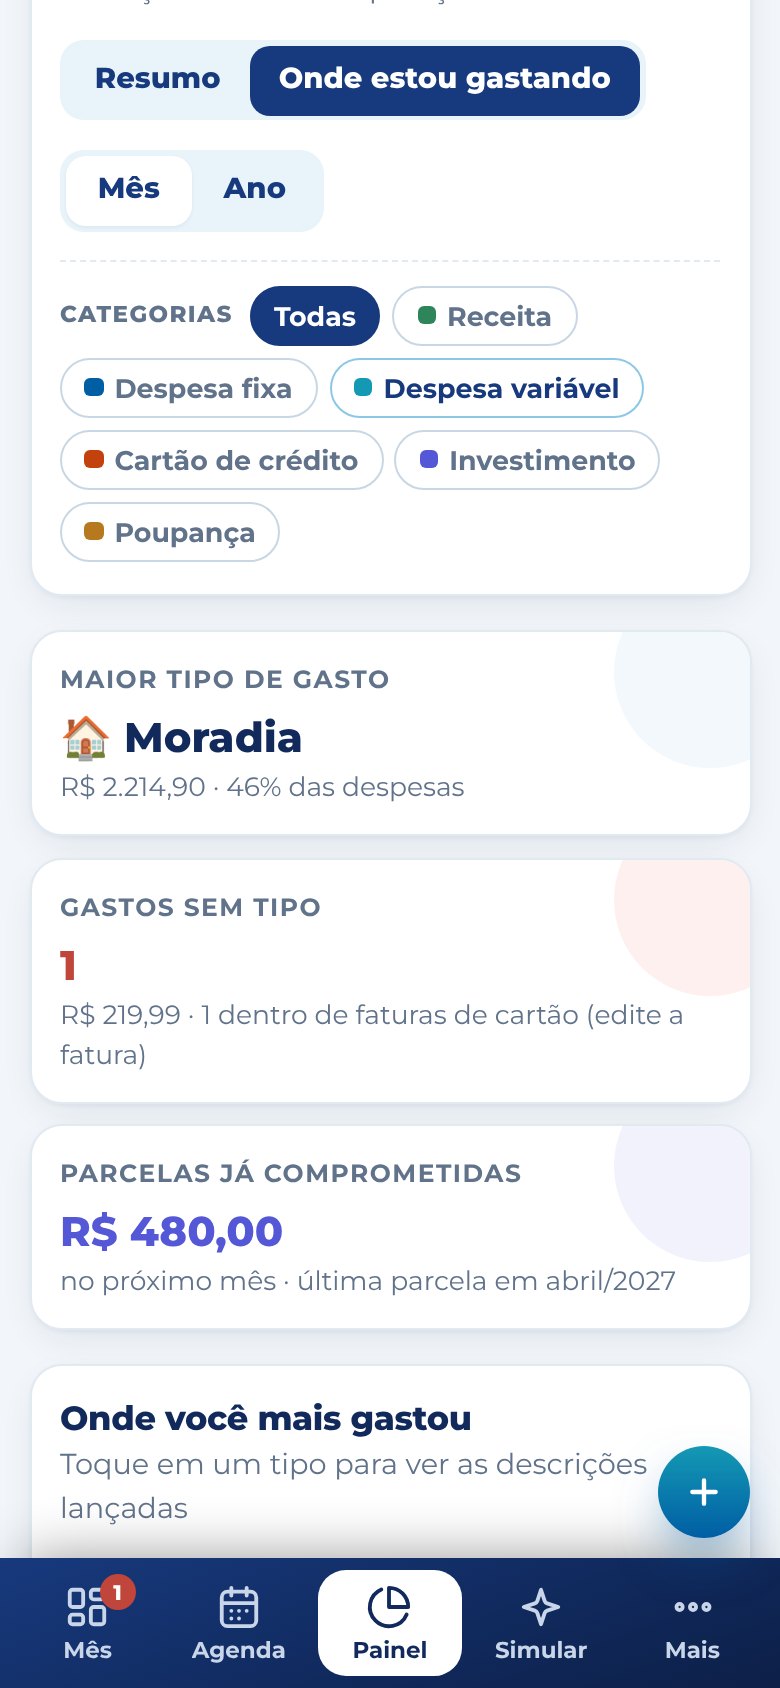 Resumo Onde estou gastando
Mês Ano
CATEGORIAS Todas Receita
Despesa fixa Despesa variável
Cartão de crédito Investimento
Poupança
MAIOR TIPO DE GASTO
Moradia
R$ 2.214,90 · 46% das despesas
GASTOS SEM TIPO
1
R$ 219,99 · 1 dentro de faturas de cartão (edite a
fatura)
PARCELAS JÁ COMPROMETIDAS
R$ 480,00
no próximo mês · última parcela em abril/2027
Onde você mais gastou
Toque em um tipo para ver as descrições
lançadas
+
1
Mês Agenda Painel Simular Mais